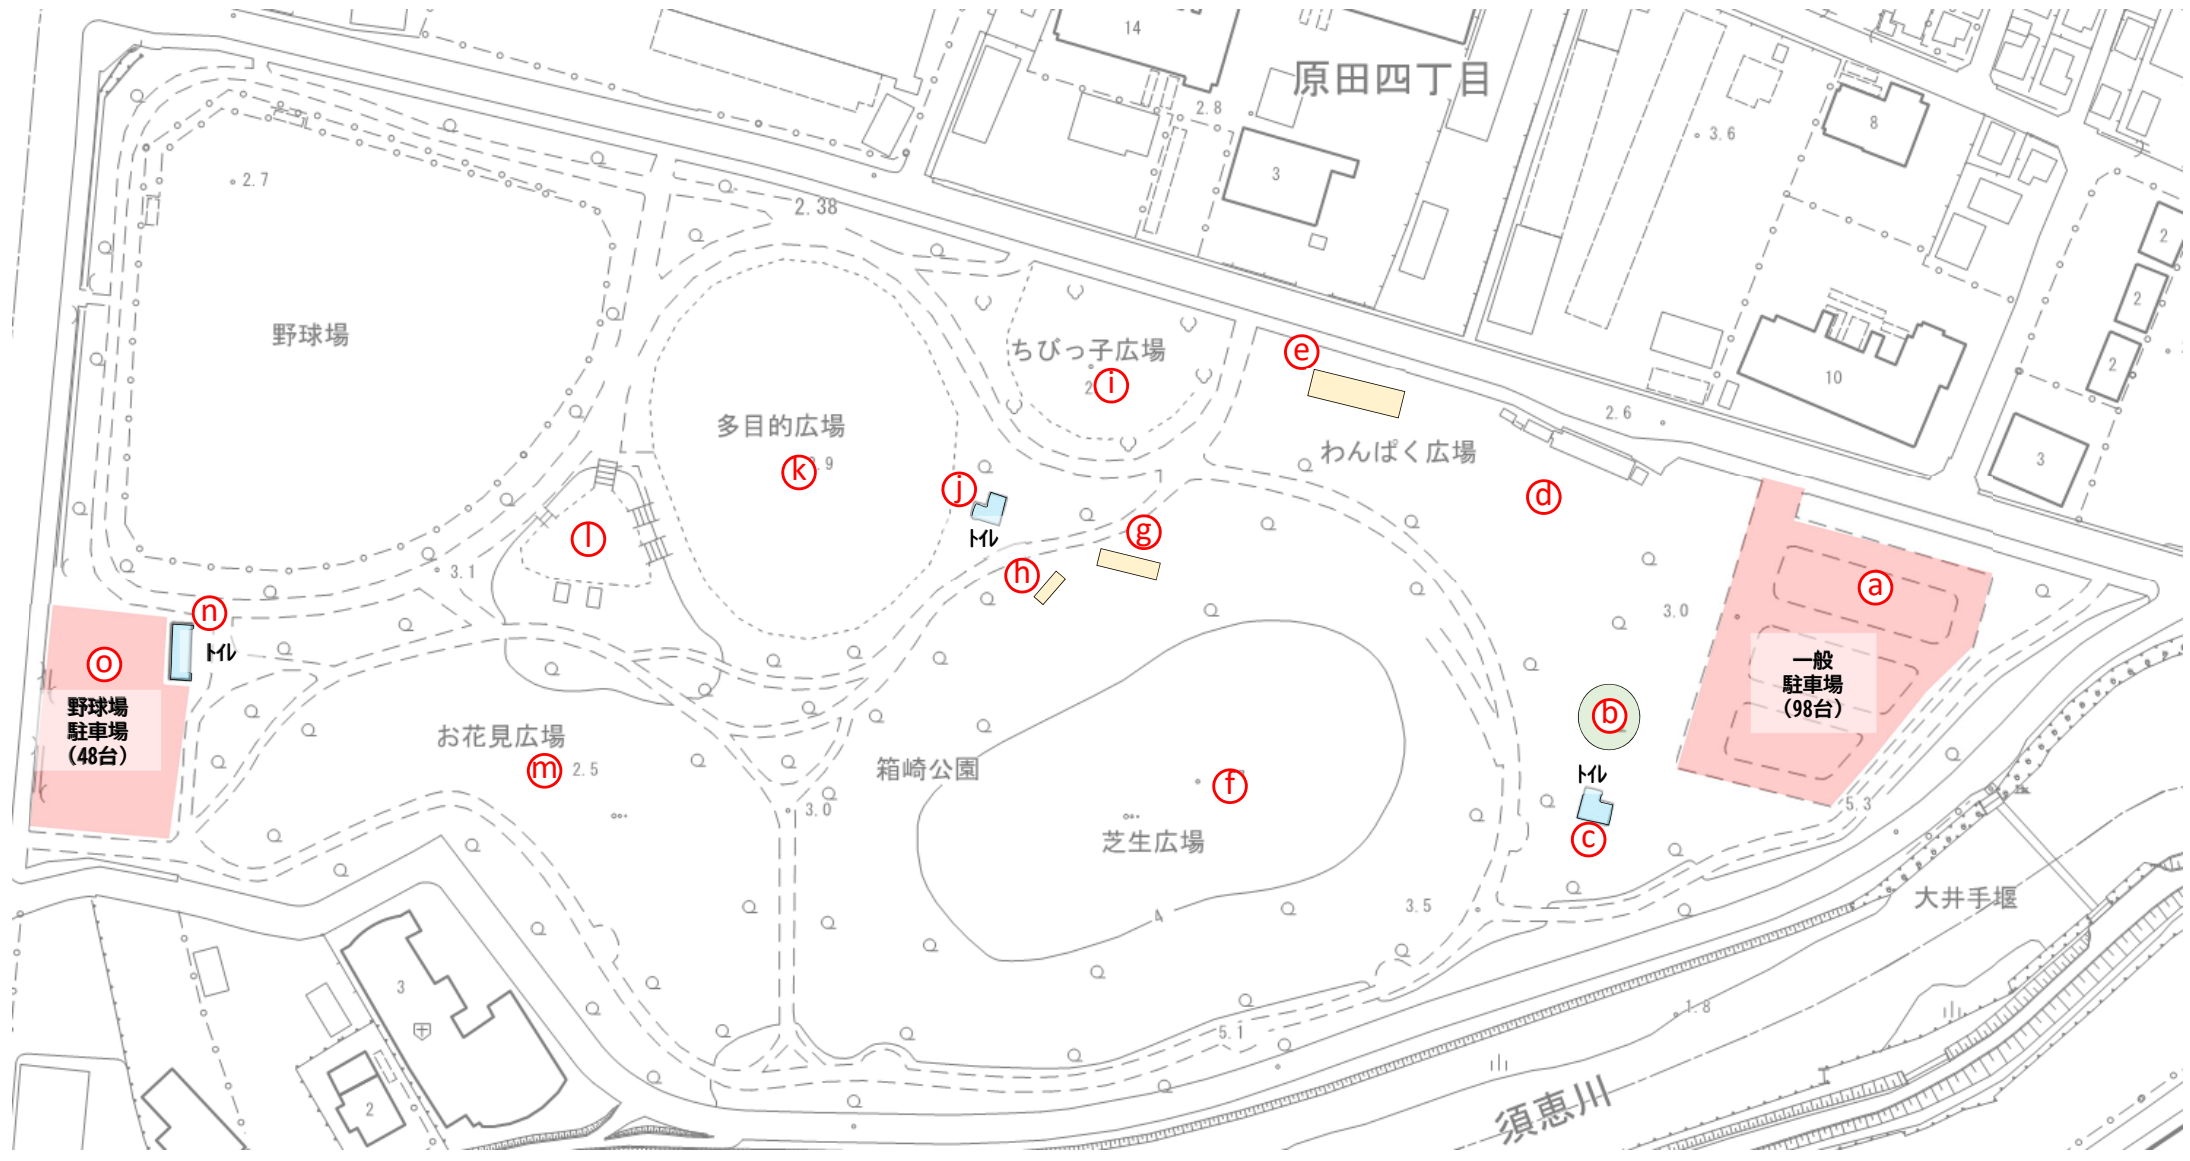 14
原田四丁目
2.8
3.6
8
3
2.7
2.38
2
2
2
野球場
ちびっ子広場
e
i
2
10
2.6
多目的広場
k
.9
わんぱく広場
3
j
d
トイレ
l
g
h
3.1
a
n
トイレ
3.0
o
野球場
駐車場
(48台)
一般
駐車場
(98台)
b
お花見広場
m
2.5
箱崎公園
f
トイレ
3.0
5.3
芝生広場
c
大井手堰
4
3.5
3
5.1
1.8
2
須恵川